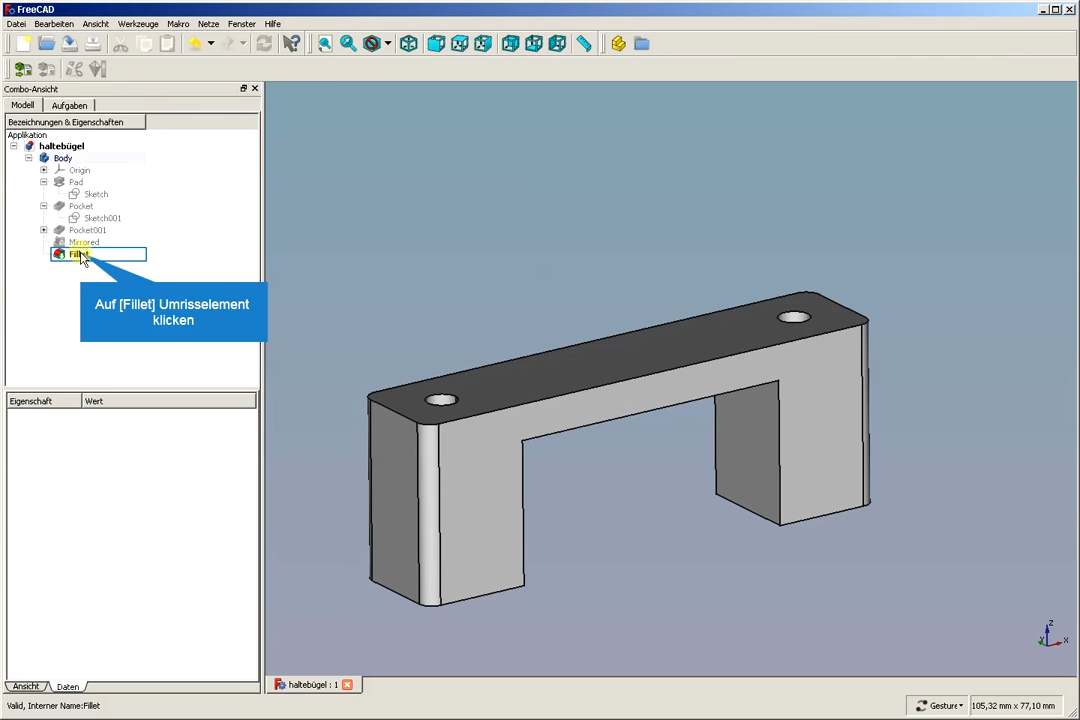 FreeCAD
Datei Bearbeiten Ansicht Werkzeuge Makro Netze Fenster Hilfe
Combo-Ansicht
Modell Aufgaben
Bezeichnungen & Eigenschaften
Applikation
haltebügel
Body
Origin
Pad
Sketch
Pocket
Sketch001
Pocket001
Mirrored
Auf [Fillet] Umrisselement
klicken
Eigenschaft Wert
Z
Y X
Ansicht Daten
haltebügel : 1
Valid, Interner Name:Fillet
Gesture
105,32 mm x 77,10 mm